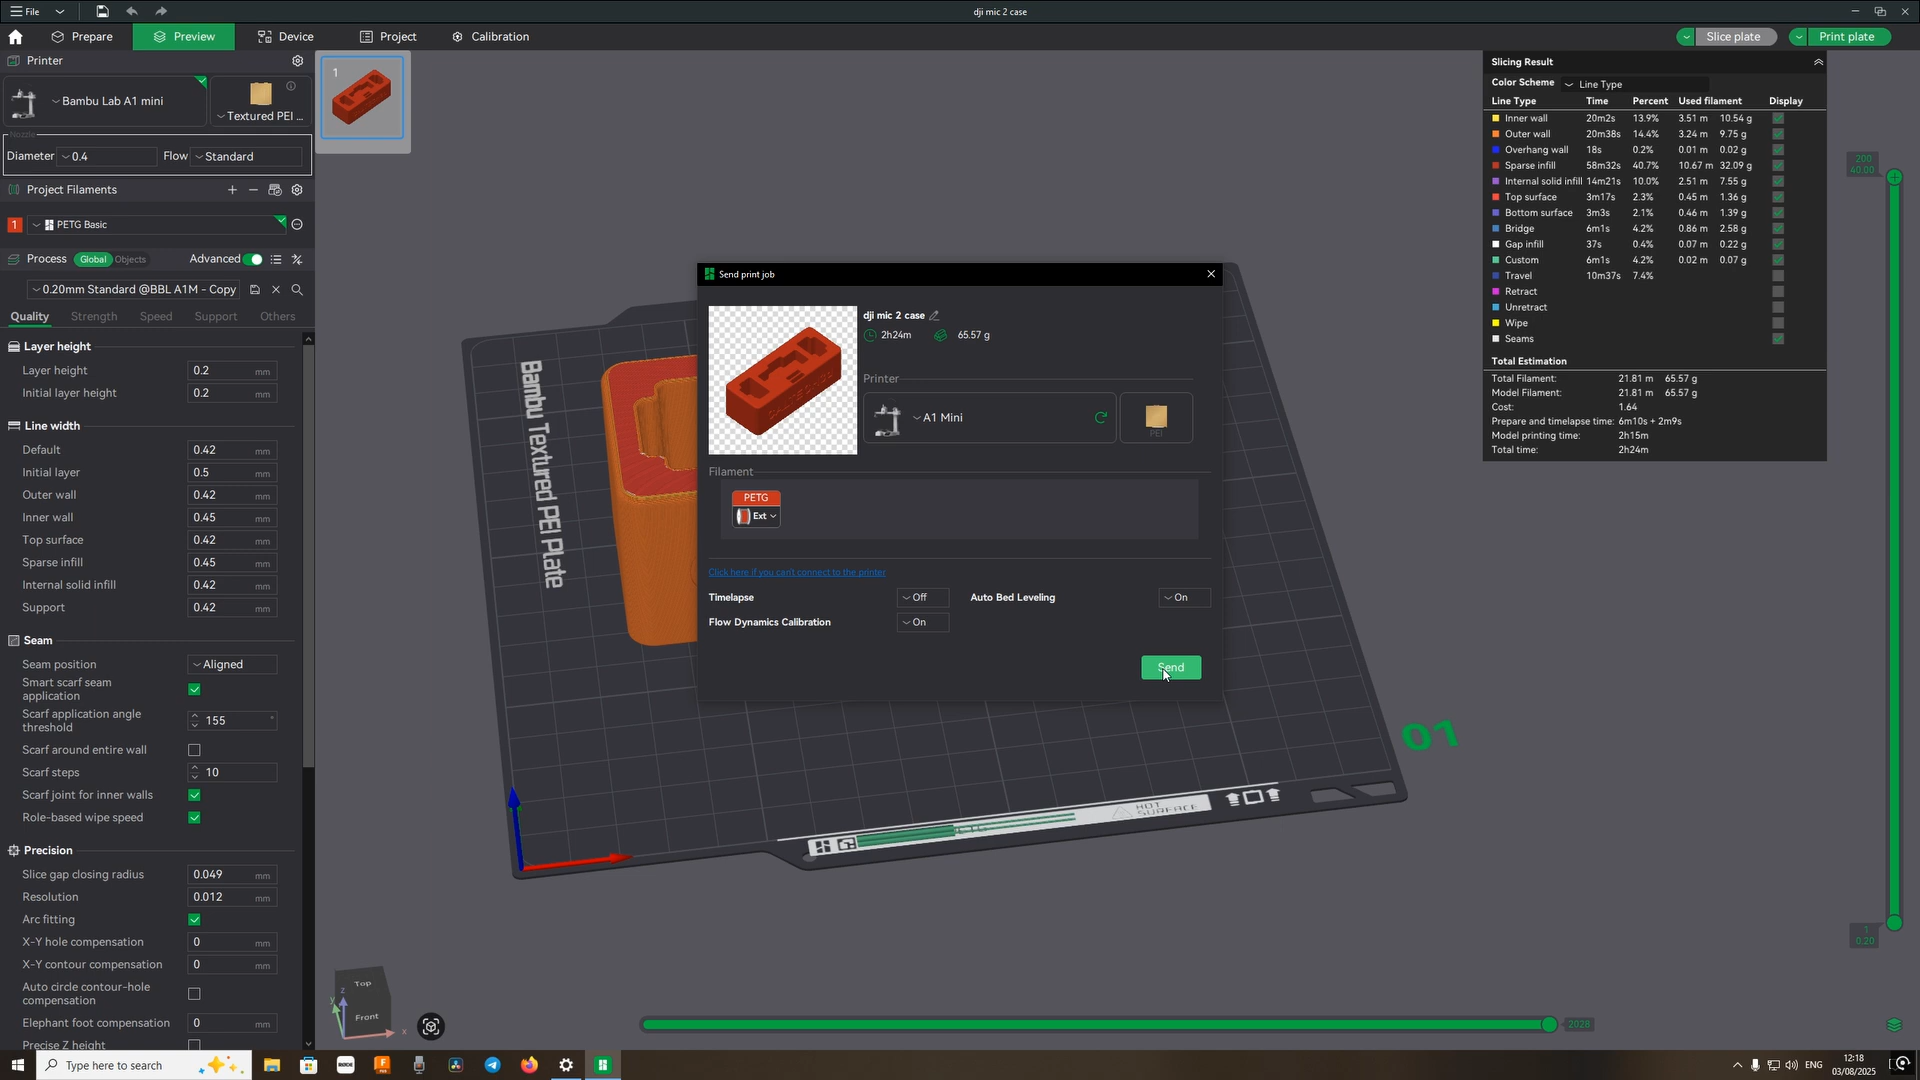 File
dji mic 2 case
Prepare
Preview
Device
Project
Calibration
Slice plate
Print plate
Printer
Bambu Lab A1 mini
Textured PEI ...
Nozzle
Diameter 0.4 Flow Standard
Project Filaments
1 PETG Basic
Process Global Objects Advanced
0.20mm Standard @BBL A1M - Copy
Quality Strength Speed Support Others
Layer height
Layer height 0.2 mm
Initial layer height 0.2 mm
Line width
Default 0.42 mm
Initial layer 0.5 mm
Outer wall 0.42 mm
Inner wall 0.45 mm
Top surface 0.42 mm
Sparse infill 0.45 mm
Internal solid infill 0.42 mm
Support 0.42 mm
Seam
Seam position Aligned
Smart scarf seam
application
Scarf application angle
threshold
155 °
Scarf around entire wall
Scarf steps 10
Scarf joint for inner walls
Role-based wipe speed
Precision
Slice gap closing radius 0.049 mm
Resolution 0.012 mm
Arc fitting
X-Y hole compensation 0 mm
X-Y contour compensation 0 mm
Auto circle contour-hole
compensation
Elephant foot compensation 0 mm
Precise Z height
1
Bambu Textured PEI Plate
HOT
SURFACE
01
Top
Front
z
y
x
Send print job
dji mic 2 case
2h24m 65.57 g
Printer
A1 Mini
PEI
Filament
PETG
Ext
Click here if you can't connect to the printer
Timelapse Off Auto Bed Leveling On
Flow Dynamics Calibration On
Send
Slicing Result
Color Scheme Line Type
Line Type Time Percent Used filament Display
Inner wall 20m2s 13.9% 3.51 m 10.54 g
Outer wall 20m38s 14.4% 3.24 m 9.75 g
Overhang wall 18s 0.2% 0.01 m 0.02 g
Sparse infill 58m32s 40.7% 10.67 m 32.09 g
Internal solid infill 14m21s 10.0% 2.51 m 7.55 g
Top surface 3m17s 2.3% 0.45 m 1.36 g
Bottom surface 3m3s 2.1% 0.46 m 1.39 g
Bridge 6m1s 4.2% 0.86 m 2.58 g
Gap infill 37s 0.4% 0.07 m 0.22 g
Custom 6m1s 4.2% 0.02 m 0.07 g
Travel 10m37s 7.4%
Retract
Unretract
Wipe
Seams
Total Estimation
Total Filament: 21.81 m 65.57 g
Model Filament: 21.81 m 65.57 g
Cost: 1.64
Prepare and timelapse time: 6m10s + 2m9s
Model printing time: 2h15m
Total time: 2h24m
200
40.00
1
0.20
2028
Type here to search
ENG
12:18
03/08/2025